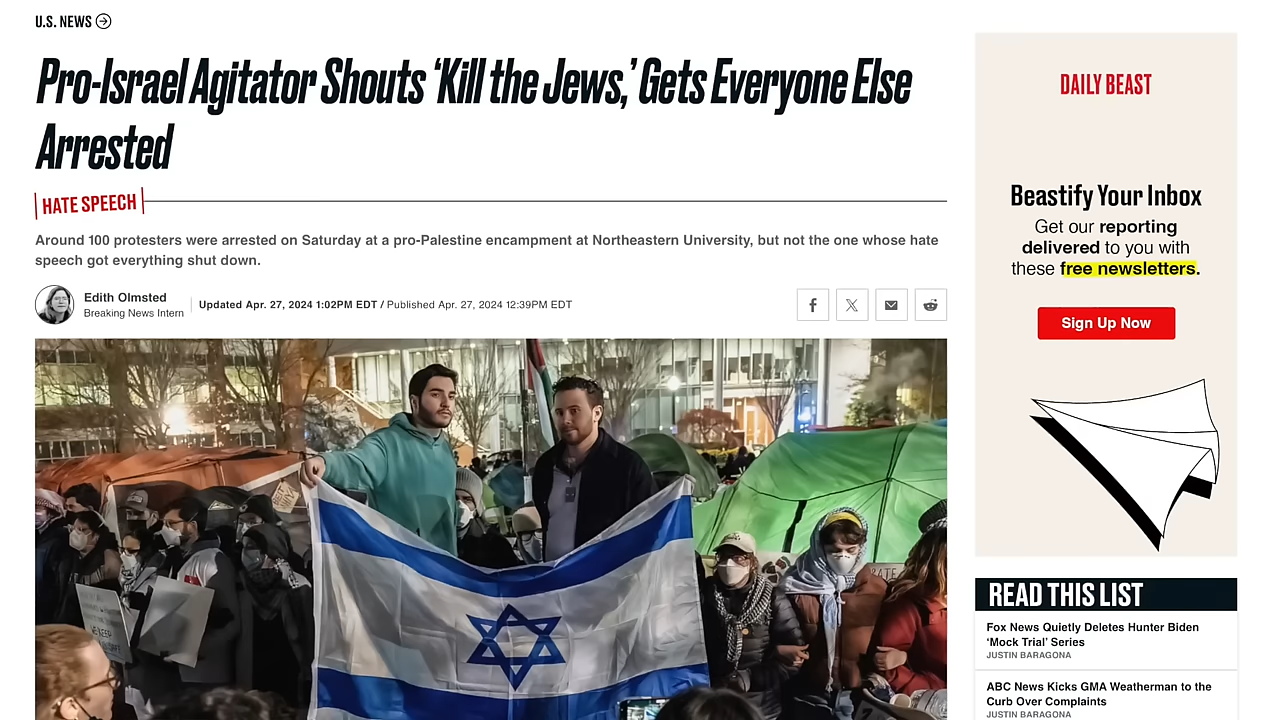 U.S. NEWS
Pro-Israel Agitator Shouts ‘Kill the Jews,’ Gets Everyone Else
Arrested
HATE SPEECH
Around 100 protesters were arrested on Saturday at a pro-Palestine encampment at Northeastern University, but not the one whose hate
speech got everything shut down.
Edith Olmsted
Breaking News Intern
Updated Apr. 27, 2024 1:02PM EDT / Published Apr. 27, 2024 12:39PM EDT
DAILY BEAST
Beastify Your Inbox
Get our reporting
delivered to you with
these free newsletters.
Sign Up Now
READ THIS LIST
Fox News Quietly Deletes Hunter Biden
‘Mock Trial’ Series
JUSTIN BARAGONA
ABC News Kicks GMA Weatherman to the
Curb Over Complaints
JUSTIN BARAGONA